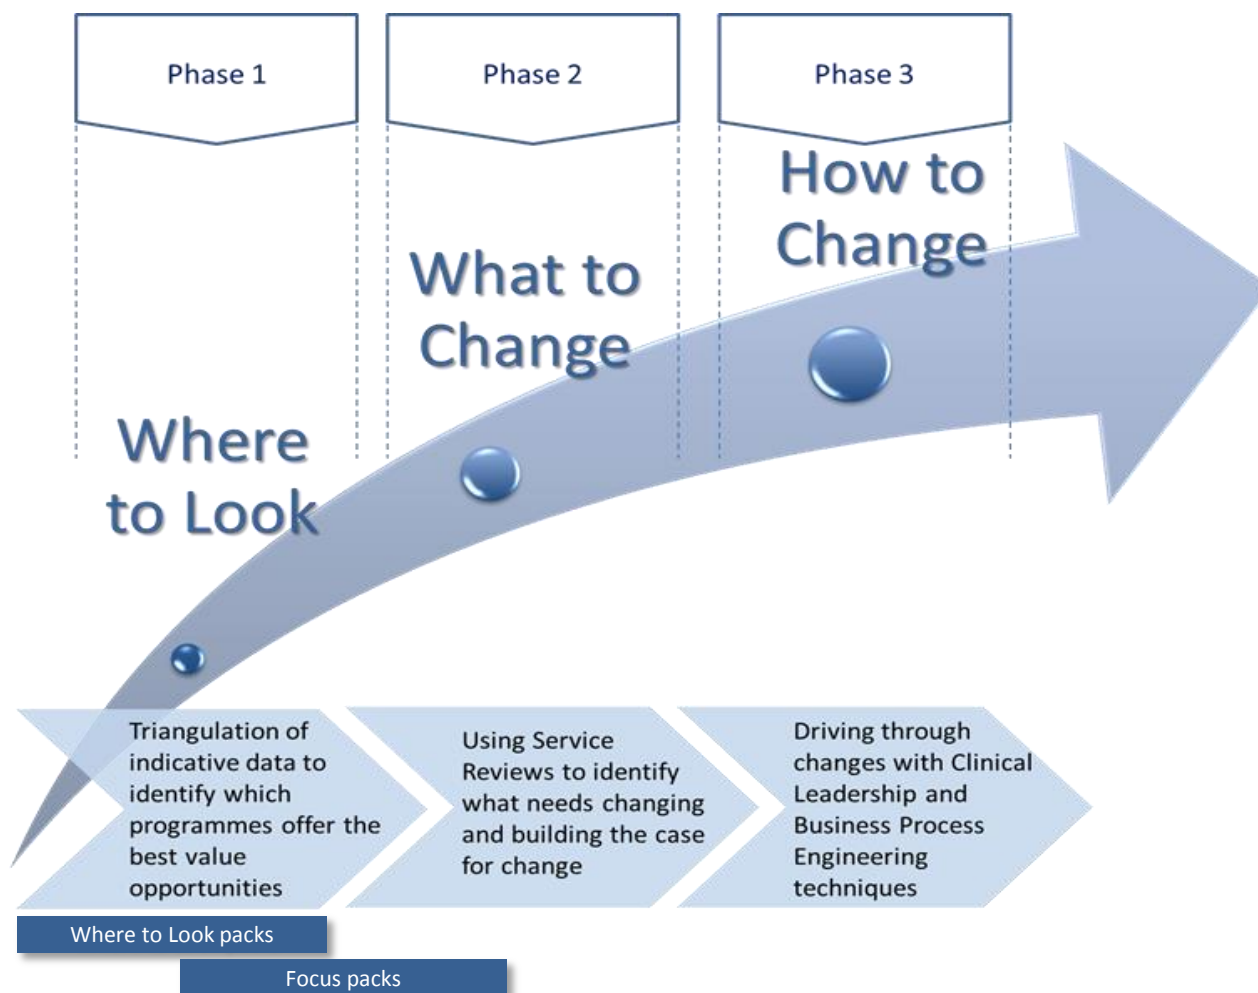 Phase 1
Phase 2
Phase 3
How to
Change
What to
Change
Where
to Look
Triangulation of
indicative data to
identify which
programmes offer the
best value
opportunities
Using Service
Reviews to identify
what needs changing
and building the case
for change
Driving through
changes with Clinical
Leadership and
Business Process
Engineering
techniques
Where to Look packs
Focus packs